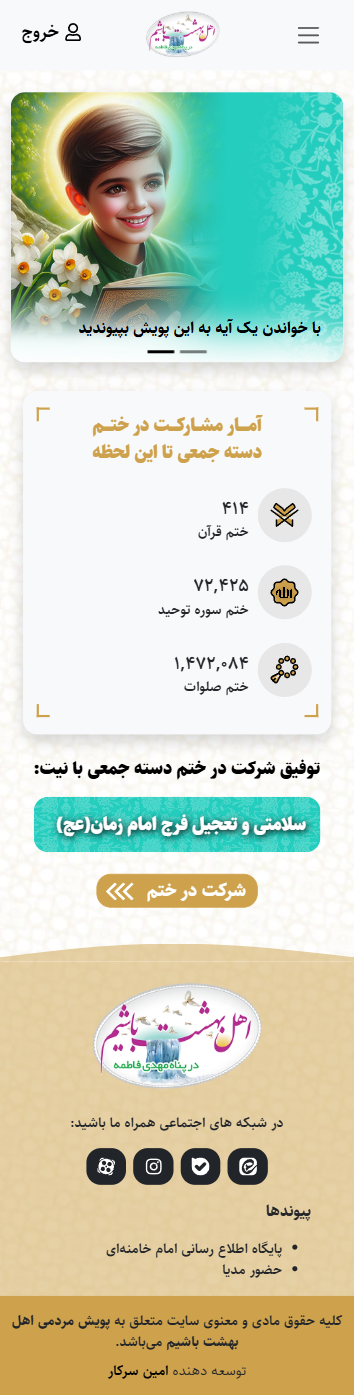 خروج
اهل بهشت باشیم
با خواندن یک آیه به این پویش بپیوندید
آمـار مشـارکـت در ختـم
دسته جمعی تا این لحظه
۴۱۴
ختم قرآن
الله
۷۲,۴۲۵
ختم سوره توحید
۱,۴۷۲,۰۸۴
ختم صلوات
توفیق شرکت در ختم دسته جمعی با نیت:
سلامتی و تعجیل فرج امام زمان(عج)
شرکت در ختم
اهل بهشت باشیم
در پناه مهدی فاطمه
در شبکه های اجتماعی همراه ما باشید:
پیوندها
• پایگاه اطلاع رسانی امام خامنه‌ای
• حضور مدیا
کلیه حقوق مادی و معنوی سایت متعلق به پویش مردمی اهل
بهشت باشیم می‌باشد.
توسعه دهنده امین سرکار